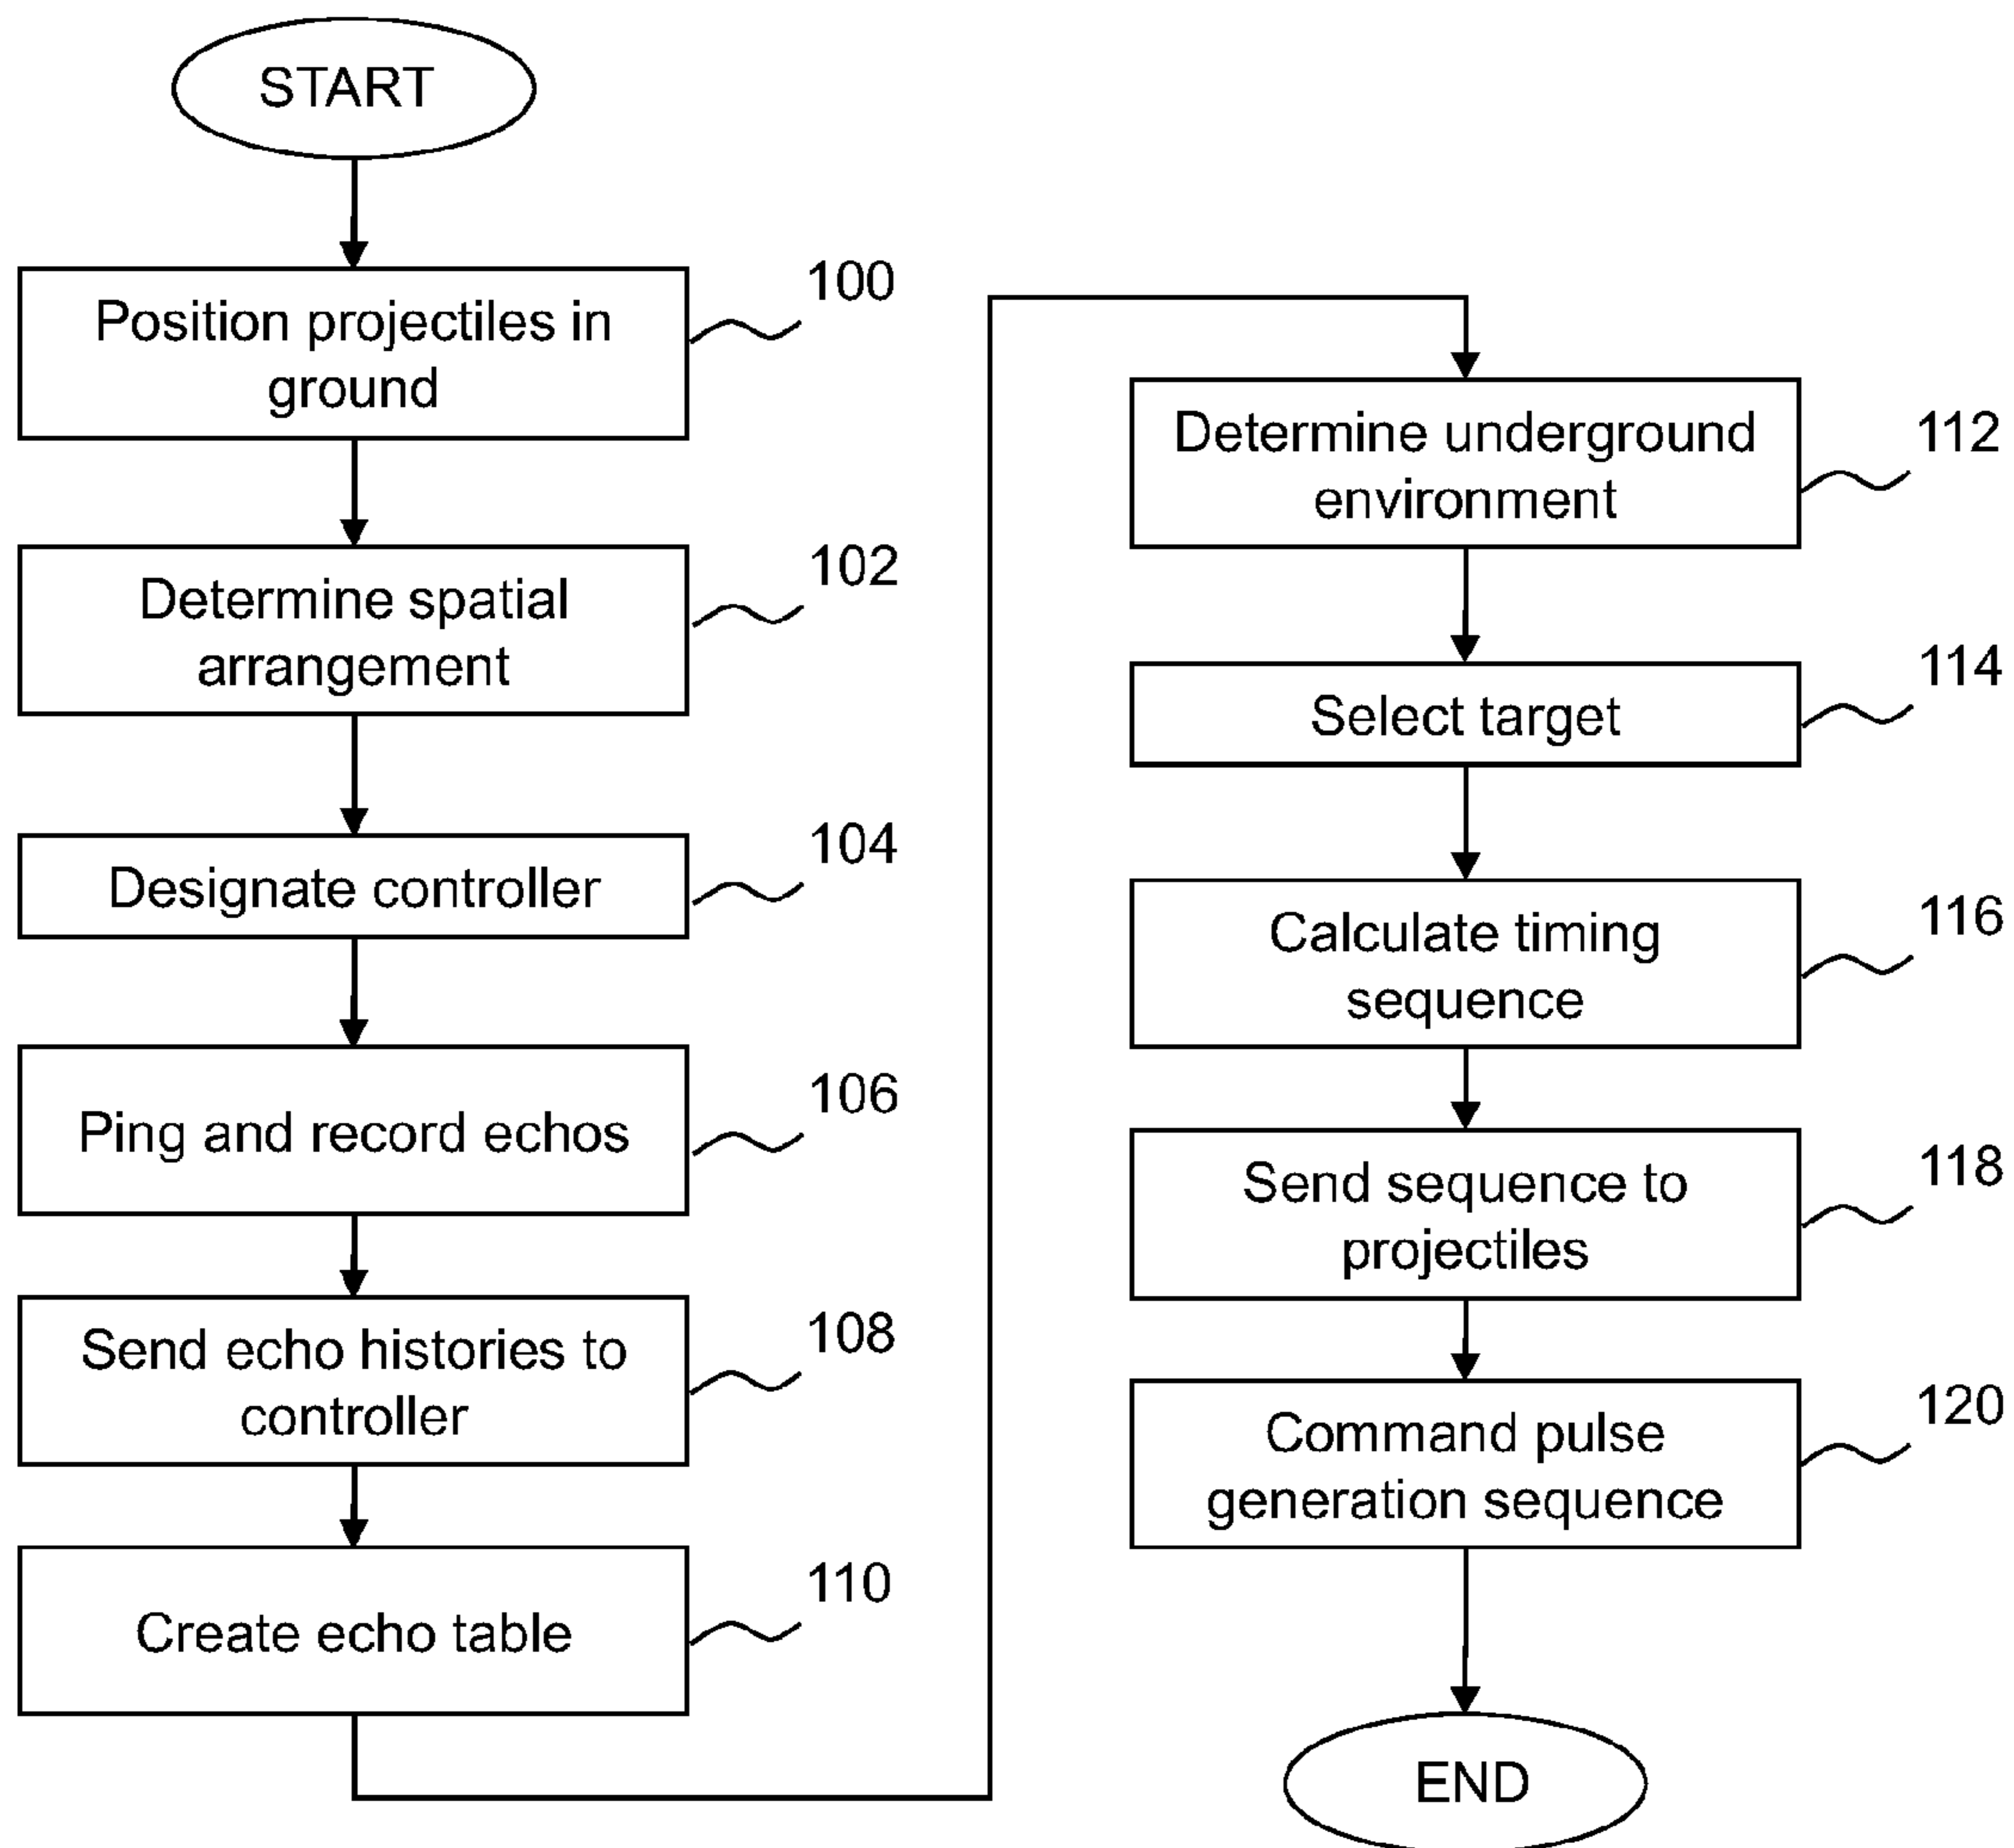 START
Position projectiles in
ground
100
Determine spatial
arrangement
102
Designate controller
104
Ping and record echos
106
Send echo histories to
controller
108
Create echo table
110
Determine underground
environment
112
Select target
114
Calculate timing
sequence
116
Send sequence to
projectiles
118
Command pulse
generation sequence
120
END